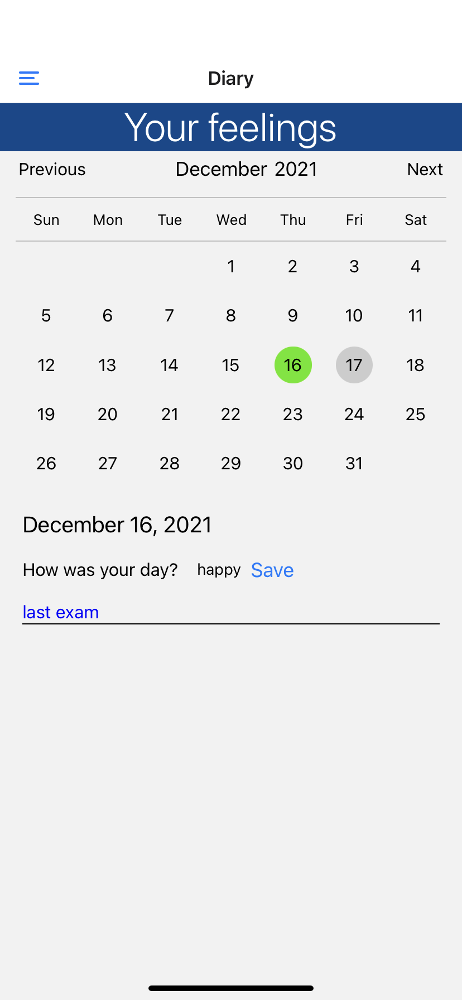 Diary
Your feelings
Previous December 2021 Next
Sun Mon Tue Wed Thu Fri Sat
1 2 3 4
5 6 7 8 9 10 11
12 13 14 15 16 17 18
19 20 21 22 23 24 25
26 27 28 29 30 31
December 16, 2021
How was your day? happy Save
last exam